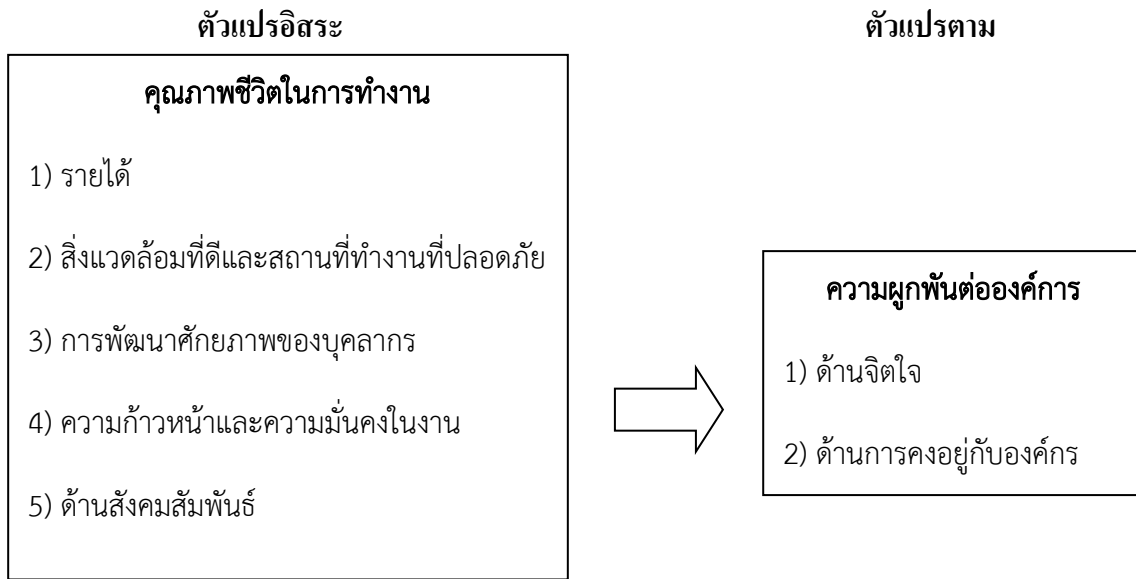 ตัวแปรอิสระ
ตัวแปรตาม
คุณภาพชีวิตในการทำงาน
1) รายได้
2) สิ่งแวดล้อมที่ดีและสถานที่ทำงานที่ปลอดภัย
3) การพัฒนาศักยภาพของบุคลากร
4) ความก้าวหน้าและความมั่นคงในงาน
5) ด้านสังคมสัมพันธ์
ความผูกพันต่อองค์การ
1) ด้านจิตใจ
2) ด้านการคงอยู่กับองค์กร